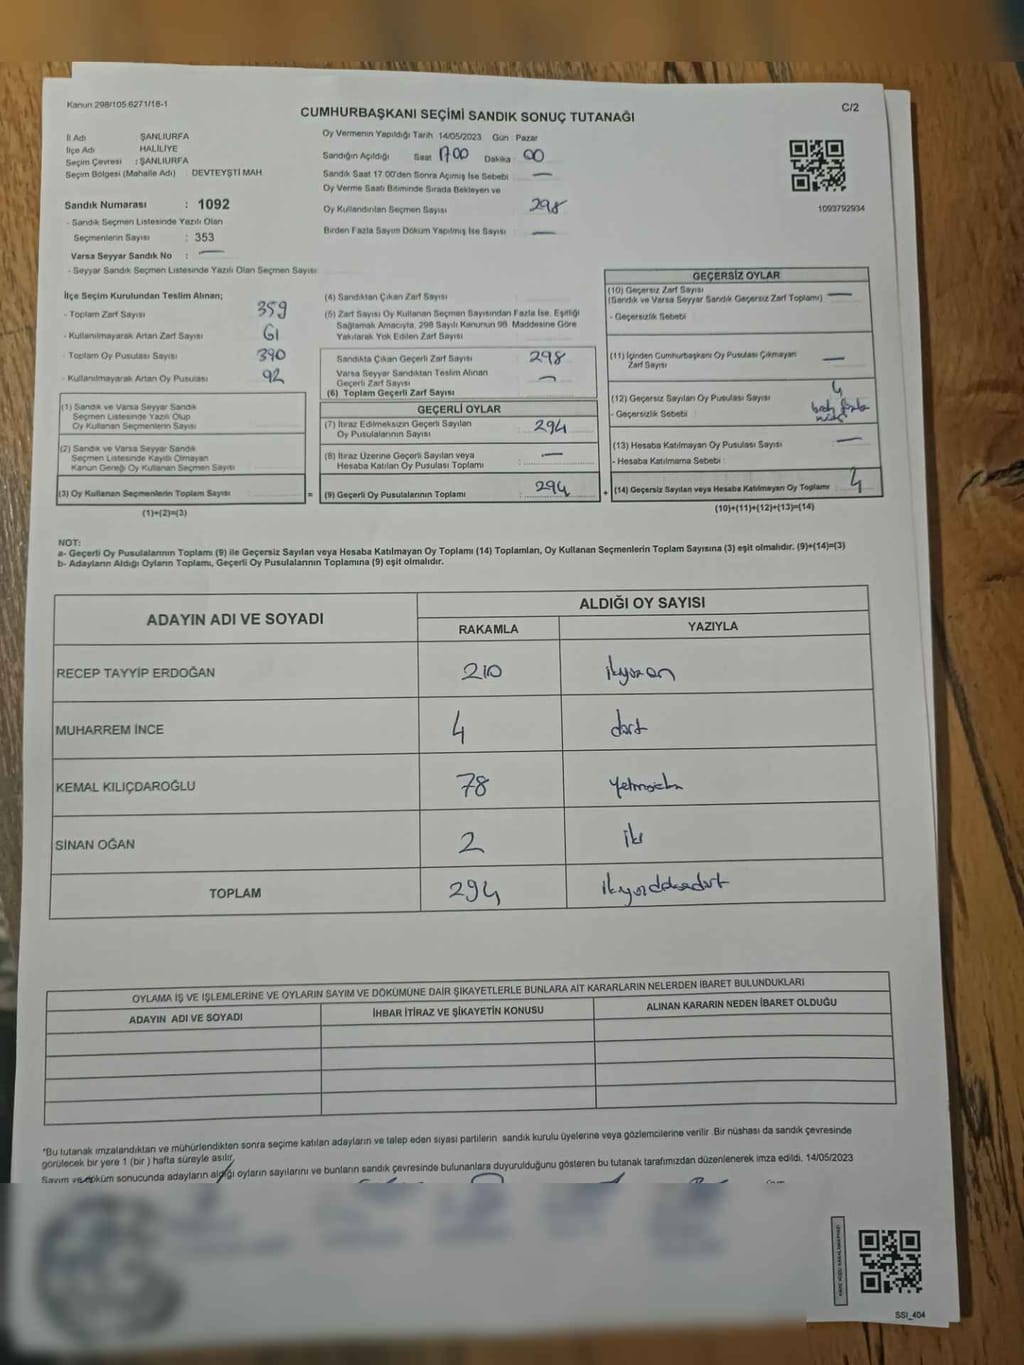 Kanun 298/105.6271/18-1
C/2
CUMHURBAŞKANI SEÇİMİ SANDIK SONUÇ TUTANAĞI
İl Adı ŞANLIURFA
İlçe Adı HALİLİYE
Seçim Çevresi : ŞANLIURFA
Seçim Bölgesi (Mahalle Adı) : DEVTEYŞTİ MAH
Sandık Numarası : 1092
- Sandık Seçmen Listesinde Yazılı Olan
Seçmenlerin Sayısı : 353
Varsa Seyyar Sandık No : —
- Seyyar Sandık Seçmen Listesinde Yazılı Olan Seçmen Sayısı
Oy Vermenin Yapıldığı Tarih :14/05/2023 Gün : Pazar
Sandığın Açıldığı Saat 17 00 Dakika : 00
Sandık Saat 17 00'den Sonra Açımış İse Sebebi : —
Oy Verme Saati Bitiminde Sırada Bekleyen ve
Oy Kullandırılan Seçmen Sayısı 298
Birden Fazla Sayım Döküm Yapılmış İse Sayısı : —
1093792934
İlçe Seçim Kurulundan Teslim Alınan;
- Toplam Zarf Sayısı : 359
- Kullanılmayarak Artan Zarf Sayısı : 61
- Toplam Oy Pusulası Sayısı : 390
- Kullanılmayarak Artan Oy Pusulası : 92
(1) Sandık ve Varsa Seyyar Sandık
Seçmen Listesinde Yazılı Olup
Oy Kullanan Seçmenlerin Sayısı
(2) Sandık ve Varsa Seyyar Sandık
Seçmen Listesinde Kayıtlı Olmayan
Kanun Gereği Oy Kullanan Seçmen Sayısı
(3) Oy Kullanan Seçmenlerin Toplam Sayısı
(1)+(2)=(3)
=
(4) Sandıktan Çıkan Zarf Sayısı
(5) Zarf Sayısı Oy Kullanan Seçmen Sayısından Fazla İse, Eşitliği
Sağlamak Amacıyla, 298 Sayılı Kanunun 98 Maddesine Göre
Yakılarak Yok Edilen Zarf Sayısı
Sandıkta Çıkan Geçerli Zarf Sayısı : 298
Varsa Seyyar Sandıktan Teslim Alınan
Geçerli Zarf Sayısı : —
(6) Toplam Geçerli Zarf Sayısı
GEÇERLİ OYLAR
(7) İtiraz Edilmeksizin Geçerli Sayılan
Oy Pusulalarının Sayısı : 294
(8) İtiraz Üzerine Geçerli Sayılan veya
Hesaba Katılan Oy Pusulası Toplamı : —
(9) Geçerli Oy Pusulalarının Toplamı : 294
+
GEÇERSİZ OYLAR
(10) Geçersiz Zarf Sayısı
(Sandık ve Varsa Seyyar Sandık Geçersiz Zarf Toplamı) —
- Geçersizlik Sebebi :
(11) İçinden Cumhurbaşkanı Oy Pusulası Çıkmayan
Zarf Sayısı : —
(12) Geçersiz Sayılan Oy Pusulası Sayısı : 4
- Geçersizlik Sebebi
(13) Hesaba Katılmayan Oy Pusulası Sayısı : —
- Hesaba Katılmama Sebebi :
(14) Geçersiz Sayılan veya Hesaba Katılmayan Oy Toplamı : 4
(10)+(11)+(12)+(13)=(14)
NOT:
a- Geçerli Oy Pusulalarının Toplamı (9) ile Geçersiz Sayılan veya Hesaba Katılmayan Oy Toplamı (14) Toplamları, Oy Kullanan Seçmenlerin Toplam Sayısına (3) eşit olmalıdır. (9)+(14)=(3)
b- Adayların Aldığı Oyların Toplamı, Geçerli Oy Pusulalarının Toplamına (9) eşit olmalıdır.
ADAYIN ADI VE SOYADI
ALDIĞI OY SAYISI
RAKAMLA YAZIYLA
RECEP TAYYİP ERDOĞAN 210 ikiyüzon
MUHARREM İNCE 4 dört
KEMAL KILIÇDAROĞLU 78 yetmişsekiz
SİNAN OĞAN 2 iki
TOPLAM 294 ikiyüzdoksandört
OYLAMA İŞ VE İŞLEMLERİNE VE OYLARIN SAYIM VE DÖKÜMÜNE DAİR ŞİKAYETLERLE BUNLARA AİT KARARLARIN NELERDEN İBARET BULUNDUKLARI
ADAYIN ADI VE SOYADI İHBAR İTİRAZ VE ŞİKAYETİN KONUSU ALINAN KARARIN NEDEN İBARET OLDUĞU
*Bu tutanak imzalandıktan ve mühürlendikten sonra seçime katılan adayların ve talep eden siyasi partilerin sandık kurulu üyelerine veya gözlemcilerine verilir .Bir nüshası da sandık çevresinde
görülecek bir yere 1 (bir ) hafta süreyle asılır.
Sayım ve döküm sonucunda adayların aldığı oyların sayılarını ve bunların sandık çevresinde bulunanlara duyurulduğunu gösteren bu tutanak tarafımızdan düzenlenerek imza edildi. 14/05/2023
SSI_404